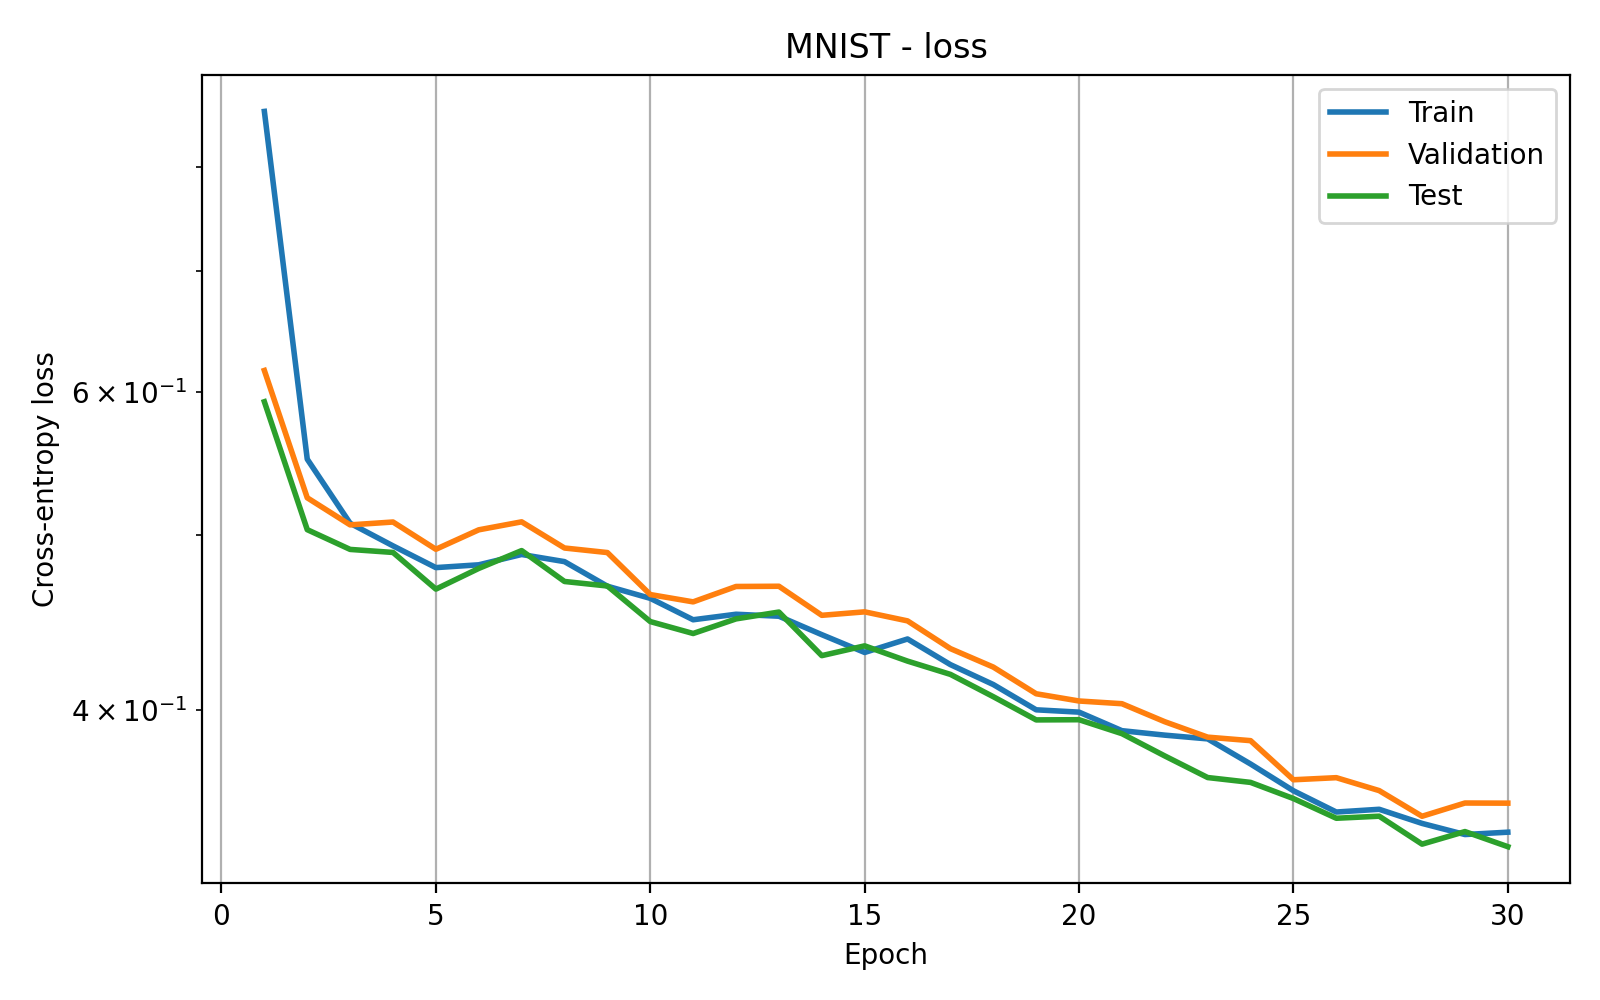 MNIST - loss
Train
Validation
Test
Cross-entropy loss
6 × 10⁻¹
4 × 10⁻¹
0 5 10 15 20 25 30
Epoch